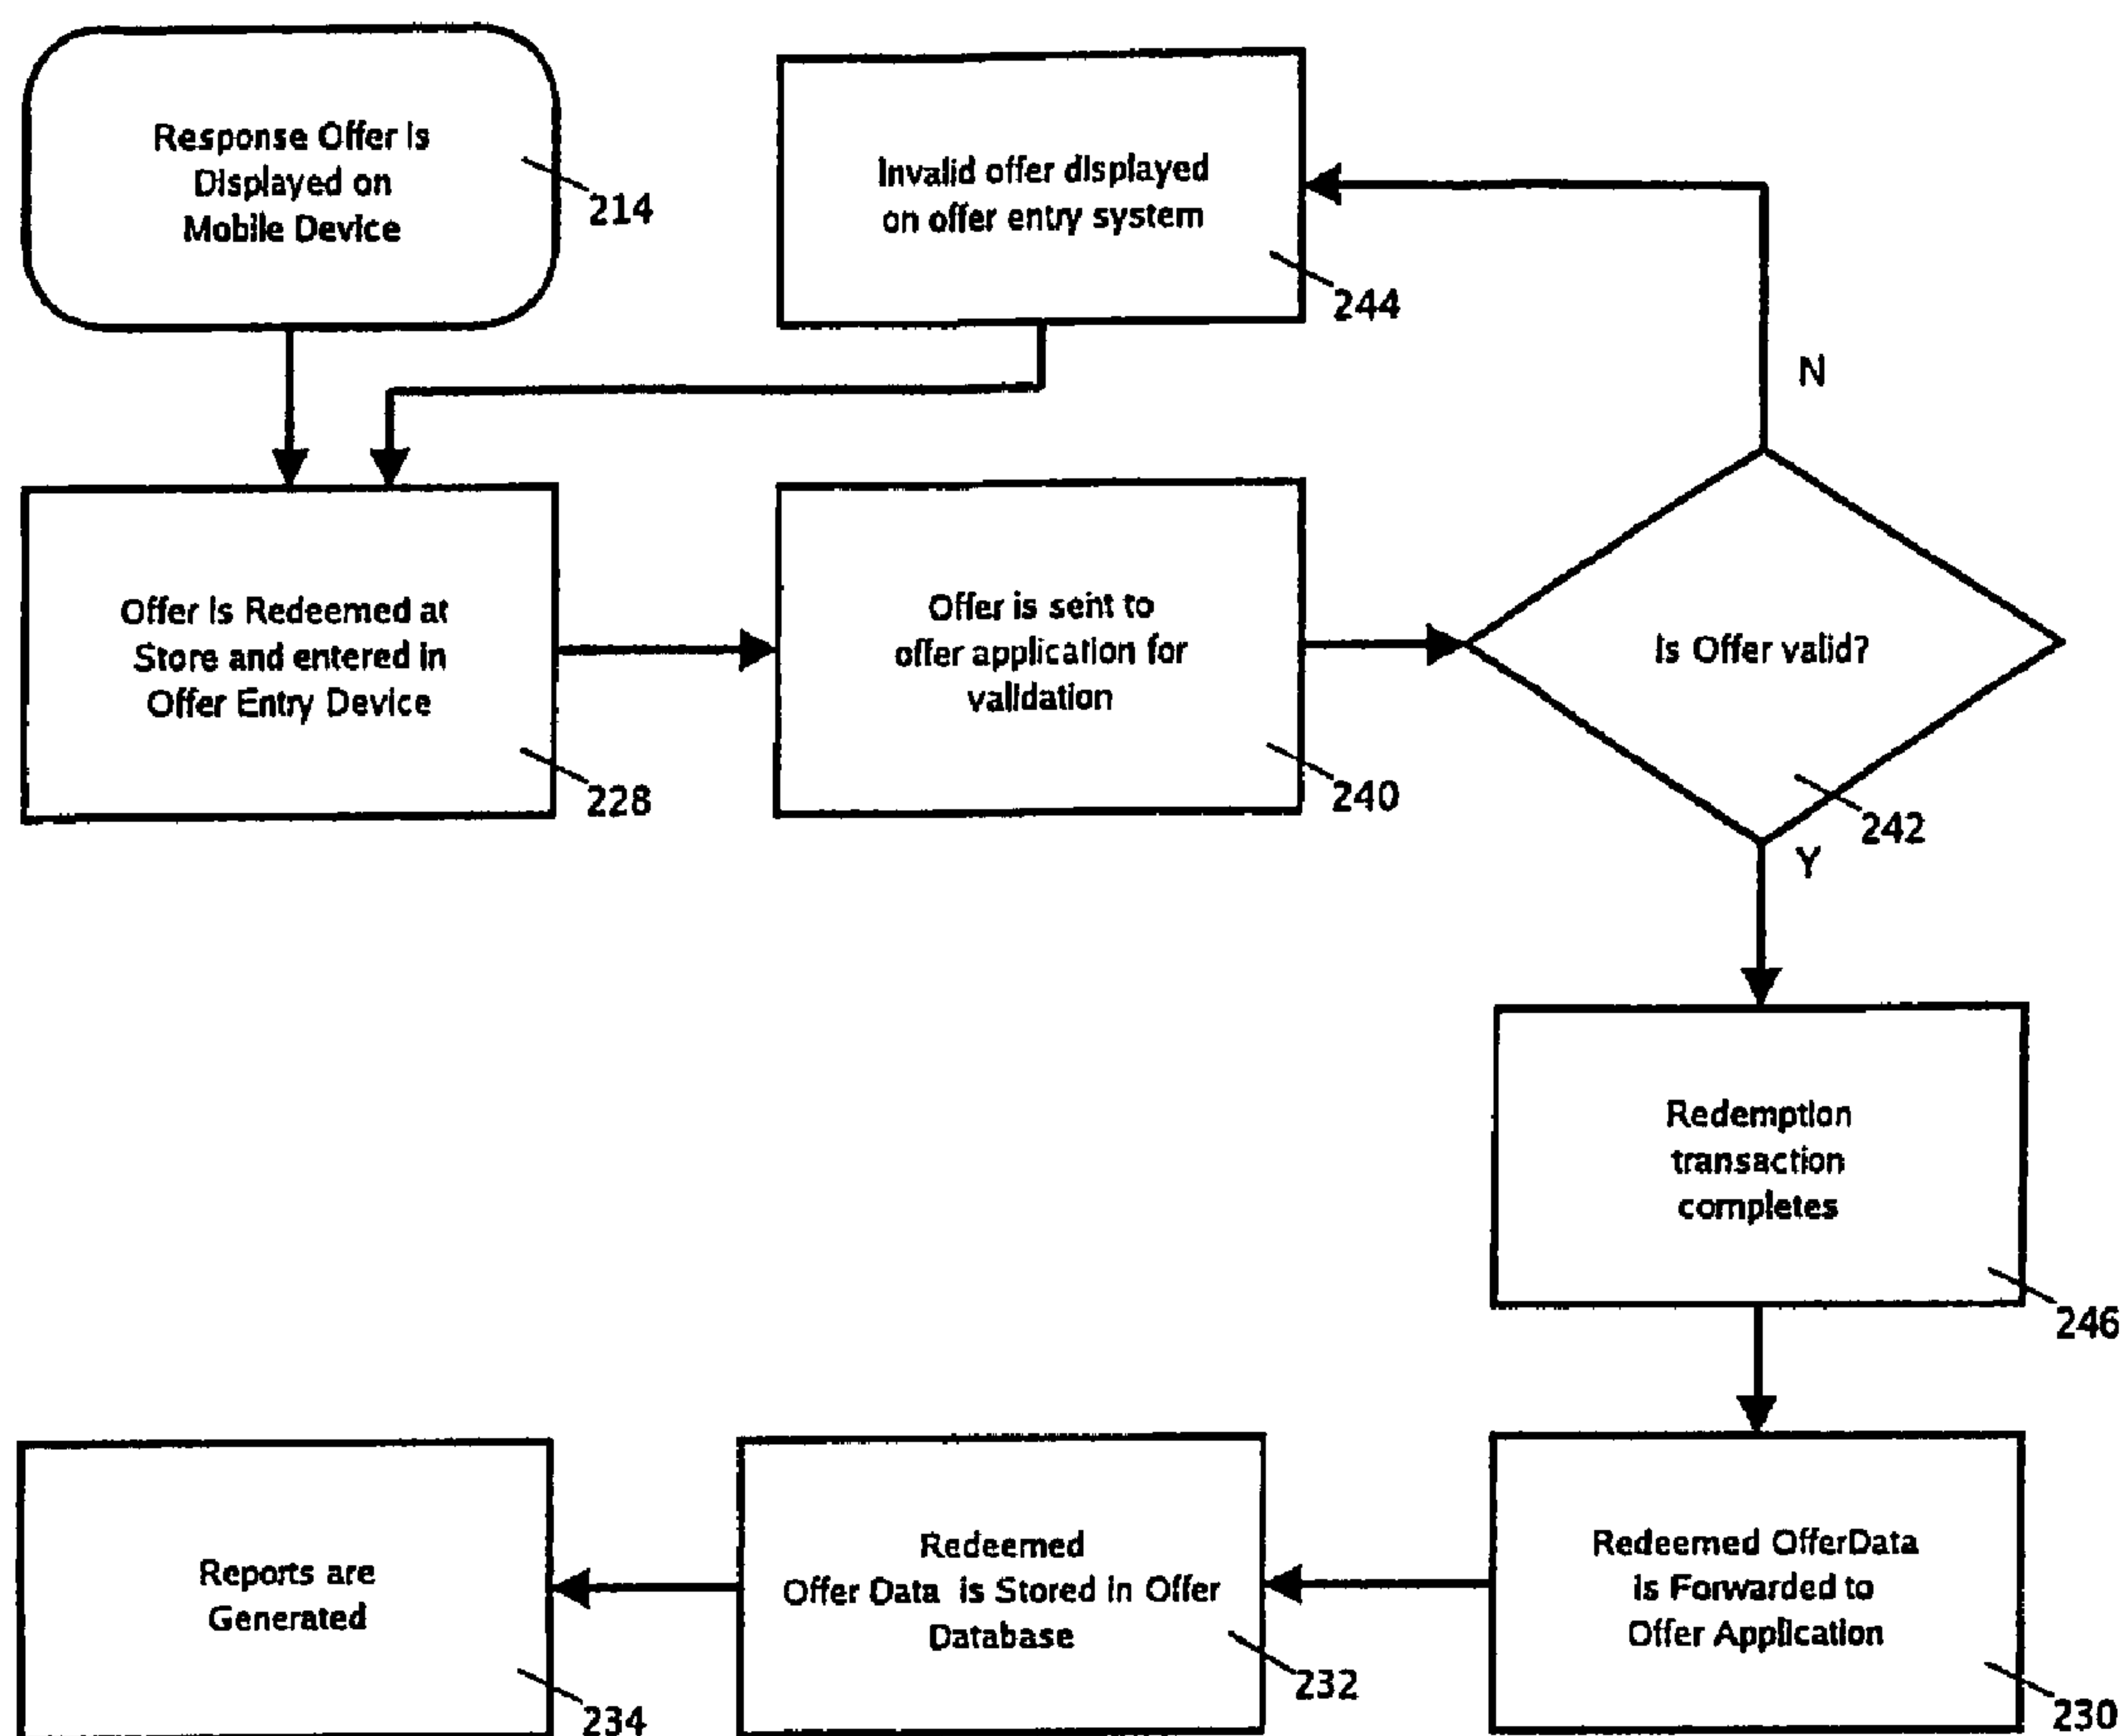 Response Offer is
Displayed on
Mobile Device
214
Invalid offer displayed
on offer entry system
244
N
Offer is Redeemed at
Store and entered in
Offer Entry Device
228
Offer is sent to
offer application for
validation
240
Is Offer valid?
242
Y
Redemption
transaction
completes
246
Reports are
Generated
234
Redeemed
Offer Data is Stored in Offer
Database
232
Redeemed OfferData
is Forwarded to
Offer Application
230